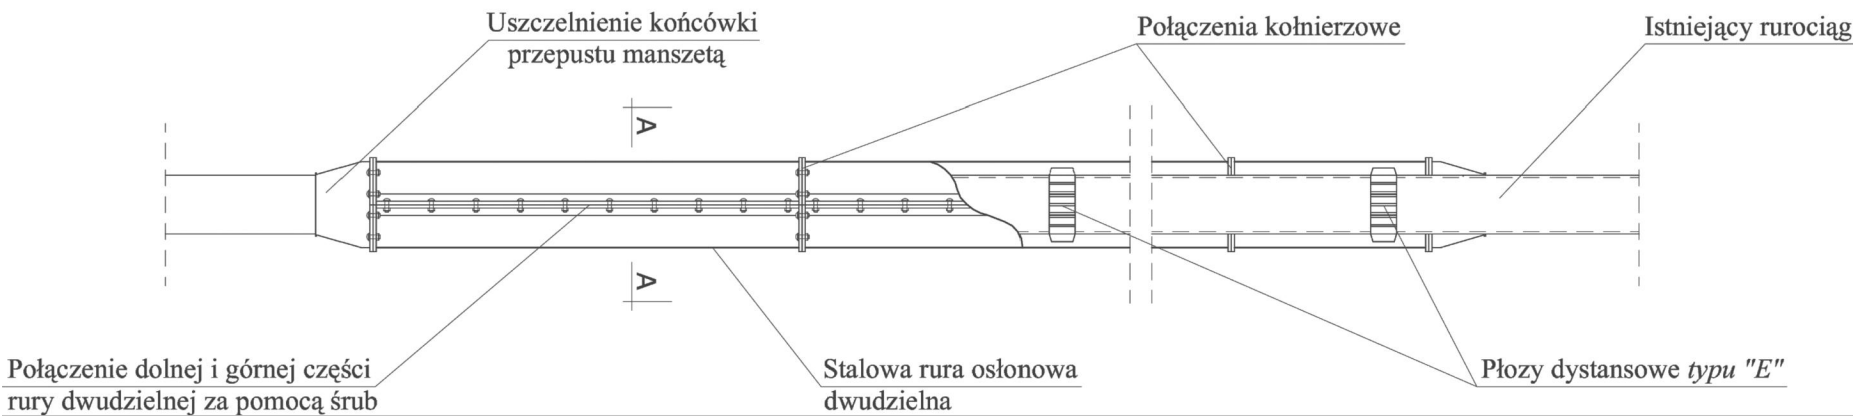 Uszczelnienie końcówki
przepustu manszetą
Połączenia kołnierzowe
Istniejący rurociąg
A
A
Połączenie dolnej i górnej części
rury dwudzielnej za pomocą śrub
Stalowa rura osłonowa
dwudzielna
Płozy dystansowe typu "E"